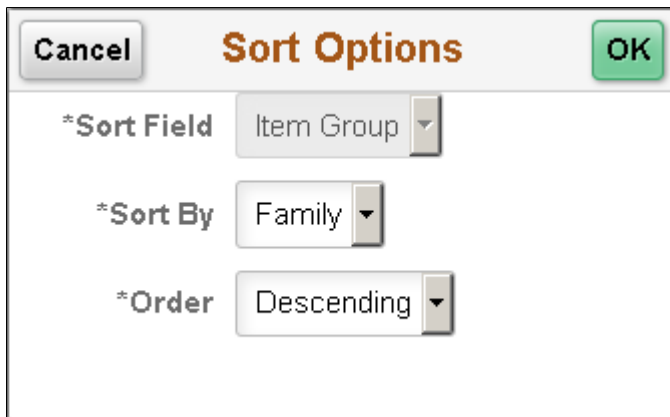 Cancel Sort Options OK
*Sort Field Item Group
*Sort By Family
*Order Descending